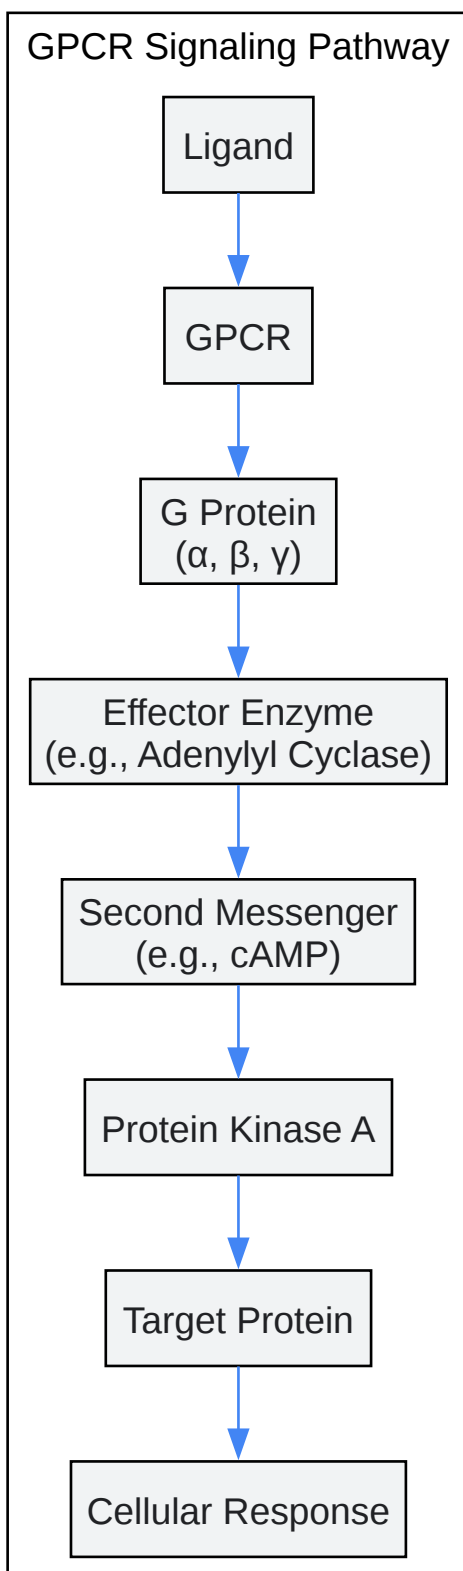 GPCR Signaling Pathway
Ligand
GPCR
G Protein
(α, β, γ)
Effector Enzyme
(e.g., Adenylyl Cyclase)
Second Messenger
(e.g., cAMP)
Protein Kinase A
Target Protein
Cellular Response